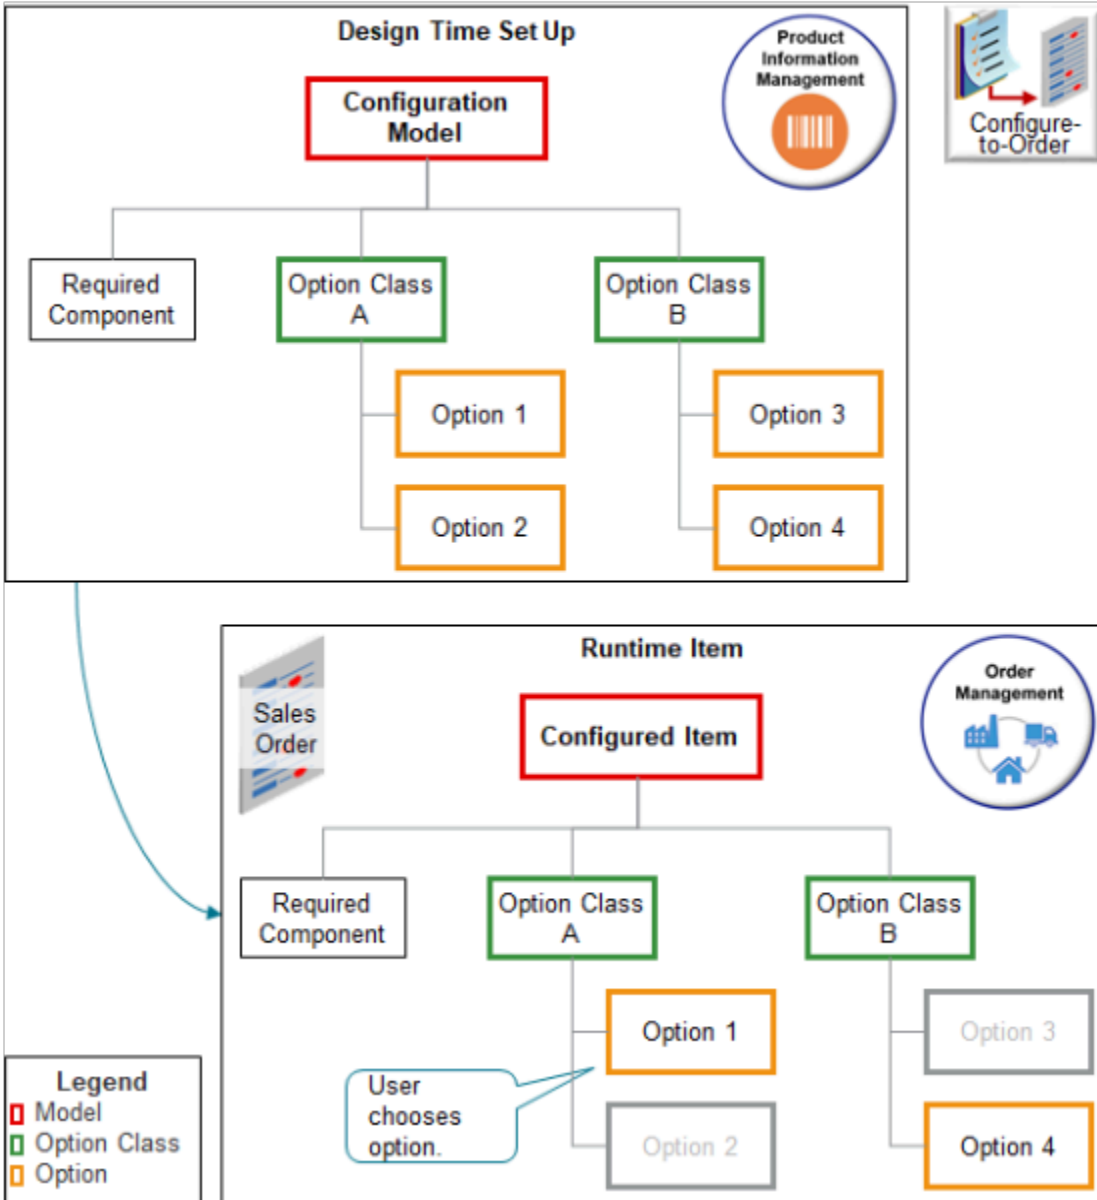 Design Time Set Up
Product
Information
Management
Configure-
to-Order
Configuration
Model
Required
Component
Option Class
A
Option Class
B
Option 1
Option 3
Option 2
Option 4
Runtime Item
Sales
Order
Order
Management
Configured Item
Required
Component
Option Class
A
Option Class
B
Option 1
Option 3
User
chooses
option.
Option 2
Option 4
Legend
Model
Option Class
Option